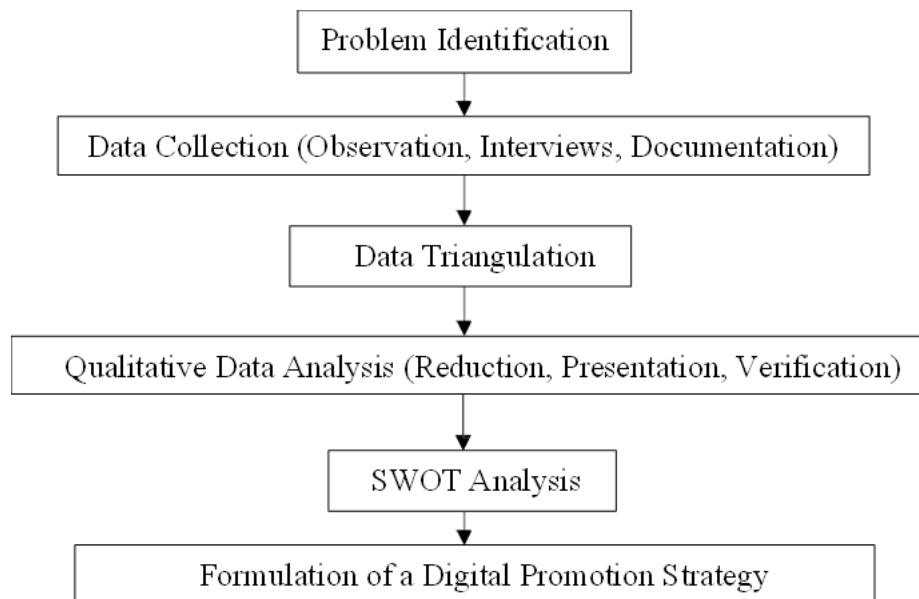 Problem Identification
Data Collection (Observation, Interviews, Documentation)
Data Triangulation
Qualitative Data Analysis (Reduction, Presentation, Verification)
SWOT Analysis
Formulation of a Digital Promotion Strategy